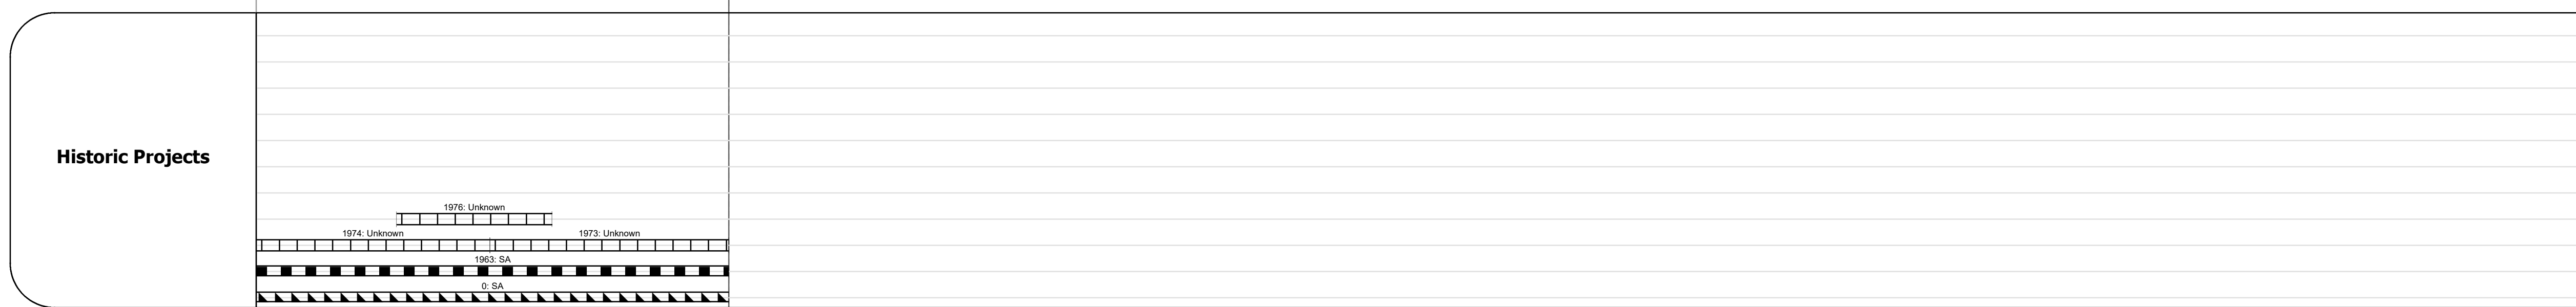 Historic Projects
1976: Unknown
1974: Unknown
1973: Unknown
1963: SA
0: SA